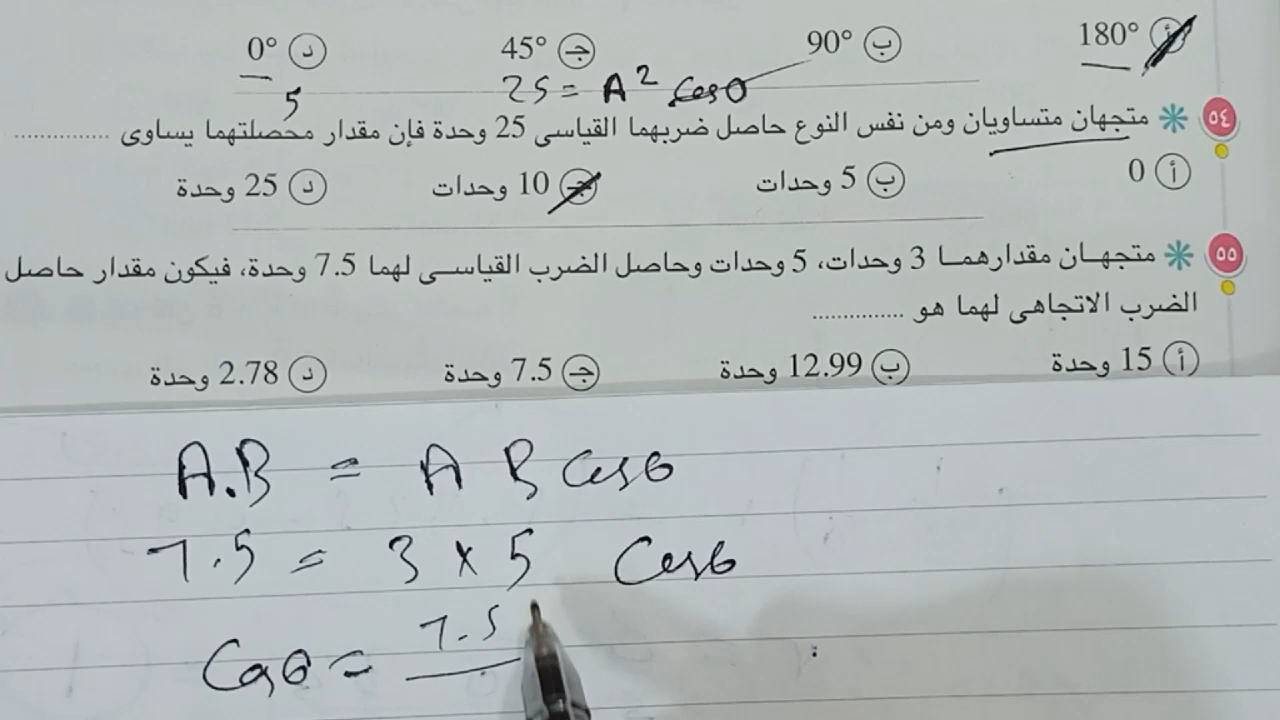 أ 180° ب 90° ج 45° د 0°
25 = A² Cosθ
5
٥٤ متجهان متساويان ومن نفس النوع حاصل ضربهما القياسى 25 وحدة فإن مقدار محصلتهما يساوى ...............
أ 0 ب 5 وحدات ج 10 وحدات د 25 وحدة
٥٥ متجهـان مقدارهمـا 3 وحدات، 5 وحدات وحاصل الضرب القياسـى لهما 7.5 وحدة، فيكون مقدار حاصل
الضرب الاتجاهى لهما هو ...............
أ 15 وحدة ب 12.99 وحدة ج 7.5 وحدة د 2.78 وحدة
A.B = A B Cosθ
7.5 = 3 × 5 Cosθ
Cosθ = 7.5